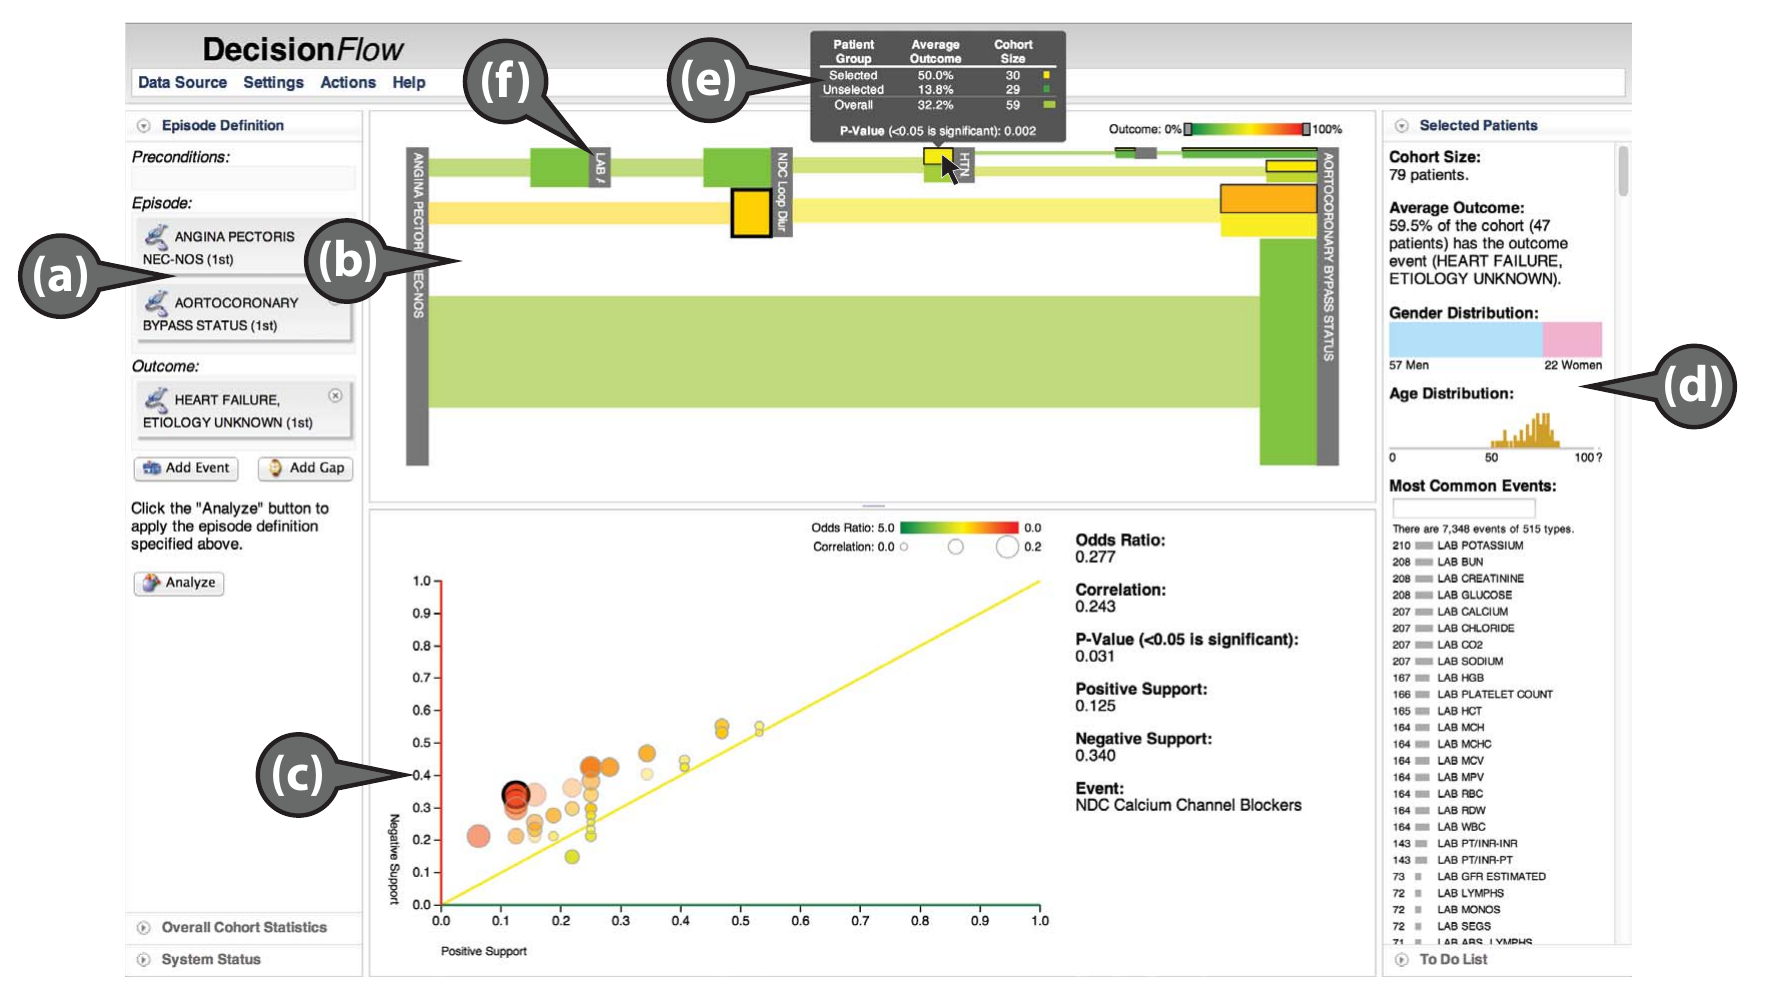 DecisionFlow
Data Source Settings Actions Help
(f)
(e)
Patient Group Average Outcome Cohort Size
Selected 50.0% 30
Unselected 13.8% 29
Overall 32.2% 59
P-Value (<0.05 is significant): 0.002
Episode Definition
Preconditions:
Episode:
ANGINA PECTORIS
NEC-NOS (1st)
(a)
AORTOCORONARY
BYPASS STATUS (1st)
Outcome:
HEART FAILURE,
ETIOLOGY UNKNOWN (1st)
Add Event Add Gap
Click the "Analyze" button to
apply the episode definition
specified above.
Analyze
Overall Cohort Statistics
System Status
Outcome: 0% 100%
ANGINA PECTORI NEC-NOS
(b)
LAB
NDC Loop Diur
HTN
AORTOCORONARY BYPASS STATUS
Odds Ratio: 5.0 0.0
Correlation: 0.0 0.2
(c)
1.0
0.9
0.8
0.7
0.6
0.5
0.4
0.3
0.2
0.1
0.0
Negative Support
0.0 0.1 0.2 0.3 0.4 0.5 0.6 0.7 0.8 0.9 1.0
Positive Support
Odds Ratio:
0.277
Correlation:
0.243
P-Value (<0.05 is significant):
0.031
Positive Support:
0.125
Negative Support:
0.340
Event:
NDC Calcium Channel Blockers
Selected Patients
Cohort Size:
79 patients.
Average Outcome:
59.5% of the cohort (47
patients) has the outcome
event (HEART FAILURE,
ETIOLOGY UNKNOWN).
Gender Distribution:
57 Men 22 Women
(d)
Age Distribution:
0 50 100 ?
Most Common Events:
There are 7,348 events of 515 types.
210 LAB POTASSIUM
208 LAB BUN
208 LAB CREATININE
208 LAB GLUCOSE
207 LAB CALCIUM
207 LAB CHLORIDE
207 LAB CO2
207 LAB SODIUM
167 LAB HGB
166 LAB PLATELET COUNT
165 LAB HCT
164 LAB MCH
164 LAB MCHC
164 LAB MCV
164 LAB MPV
164 LAB RBC
164 LAB RDW
164 LAB WBC
143 LAB PT/INR-INR
143 LAB PT/INR-PT
73 LAB GFR ESTIMATED
72 LAB LYMPHS
72 LAB MONOS
72 LAB SEGS
71 LAB ABS. LYMPHS
To Do List